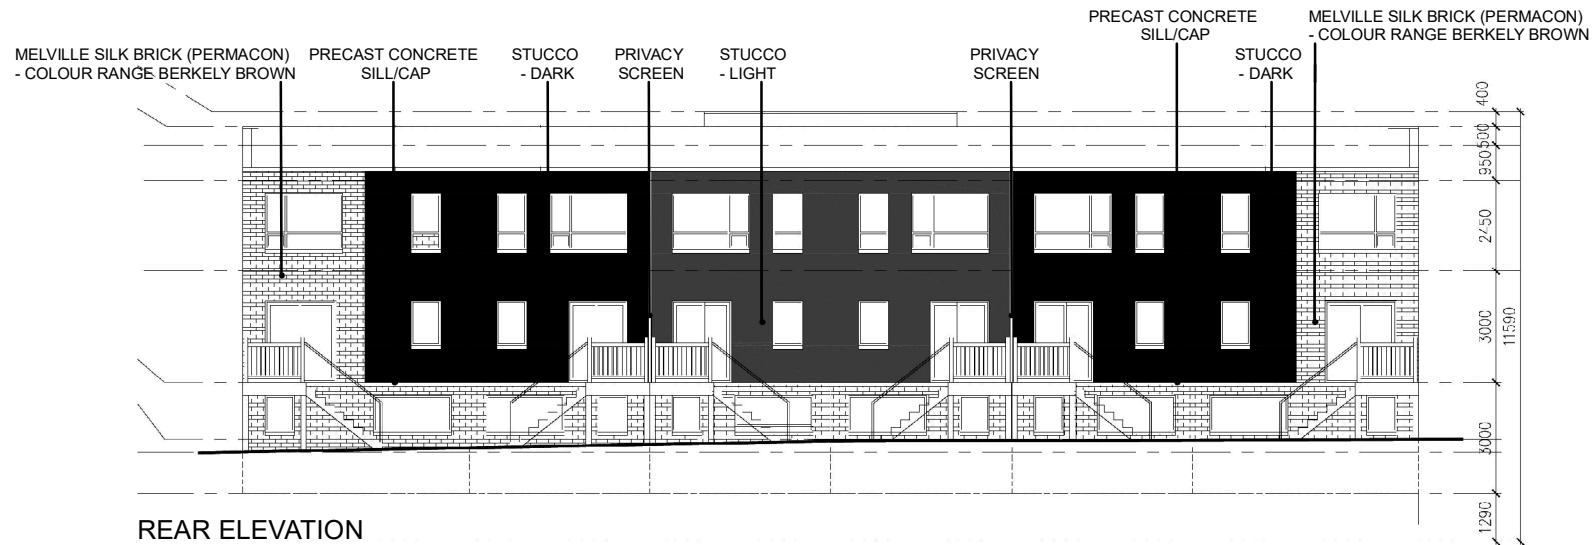 PRECAST CONCRETE
SILL/CAP
MELVILLE SILK BRICK (PERMACON)
- COLOUR RANGE BERKELY BROWN
MELVILLE SILK BRICK (PERMACON)
- COLOUR RANGE BERKELY BROWN
PRECAST CONCRETE
SILL/CAP
STUCCO
- DARK
PRIVACY
SCREEN
STUCCO
- LIGHT
PRIVACY
SCREEN
STUCCO
- DARK
400
500
950
2450
3000
11590
3000
1290
REAR ELEVATION